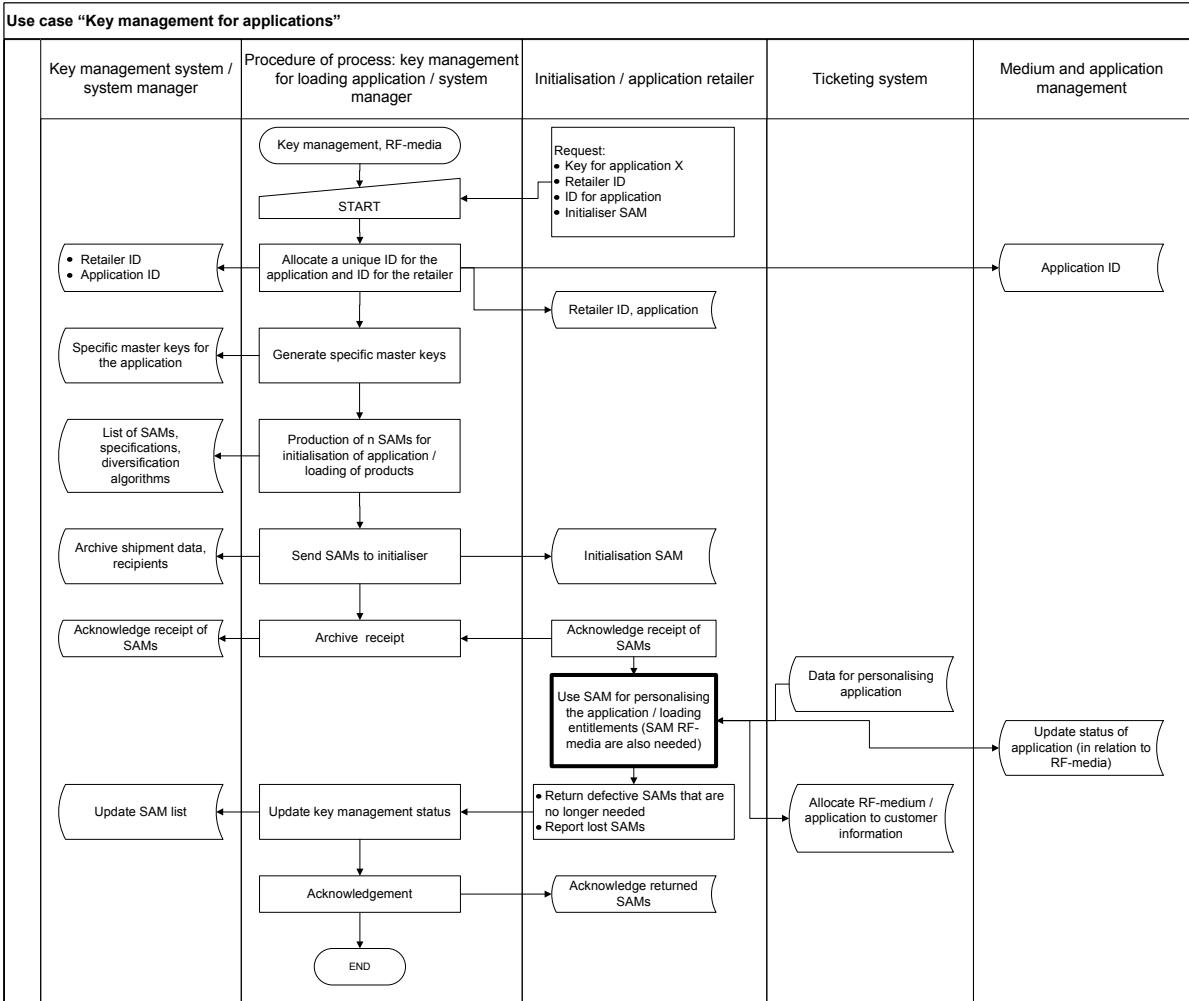 Use case “Key management for applications”
Key management system /
system manager
Procedure of process: key management
for loading application / system
manager
Initialisation / application retailer
Ticketing system
Medium and application
management
Key management, RF-media
Request:
• Key for application X
• Retailer ID
• ID for application
• Initialiser SAM
START
• Retailer ID
• Application ID
Allocate a unique ID for the
application and ID for the retailer
Application ID
Retailer ID, application
Specific master keys for
the application
Generate specific master keys
List of SAMs,
specifications,
diversification
algorithms
Production of n SAMs for
initialisation of application /
loading of products
Archive shipment data,
recipients
Send SAMs to initialiser
Initialisation SAM
Acknowledge receipt of
SAMs
Archive receipt
Acknowledge receipt of
SAMs
Use SAM for personalising
the application / loading
entitlements (SAM RF-
media are also needed)
Data for personalising
application
Update status of
application (in relation to
RF-media)
Update SAM list
Update key management status
• Return defective SAMs that are
no longer needed
• Report lost SAMs
Allocate RF-medium /
application to customer
information
Acknowledgement
Acknowledge returned
SAMs
END